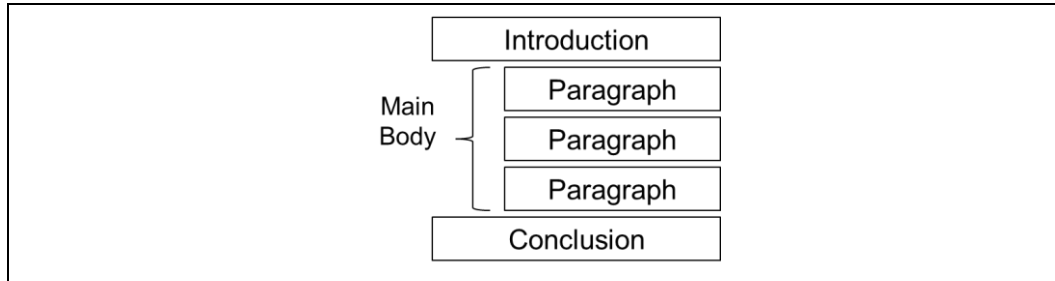 Introduction
Main
Body
Paragraph
Paragraph
Paragraph
Conclusion